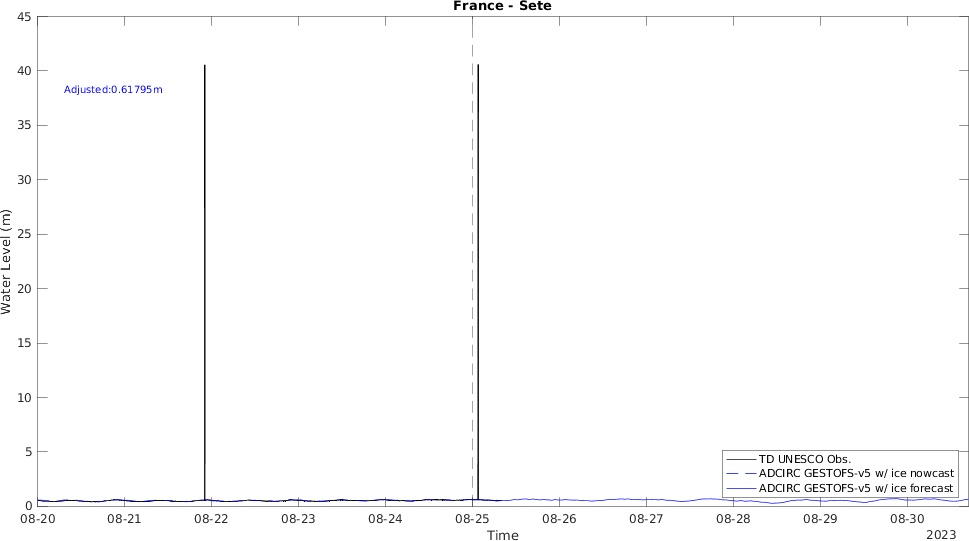 France - Sete
45
40
35
30
25
20
15
10
5
0
Water Level (m)
Adjusted:0.61795m
TD UNESCO Obs.
ADCIRC GESTOFS-v5 w/ ice nowcast
ADCIRC GESTOFS-v5 w/ ice forecast
08-20 08-21 08-22 08-23 08-24 08-25 08-26 08-27 08-28 08-29 08-30
Time
2023